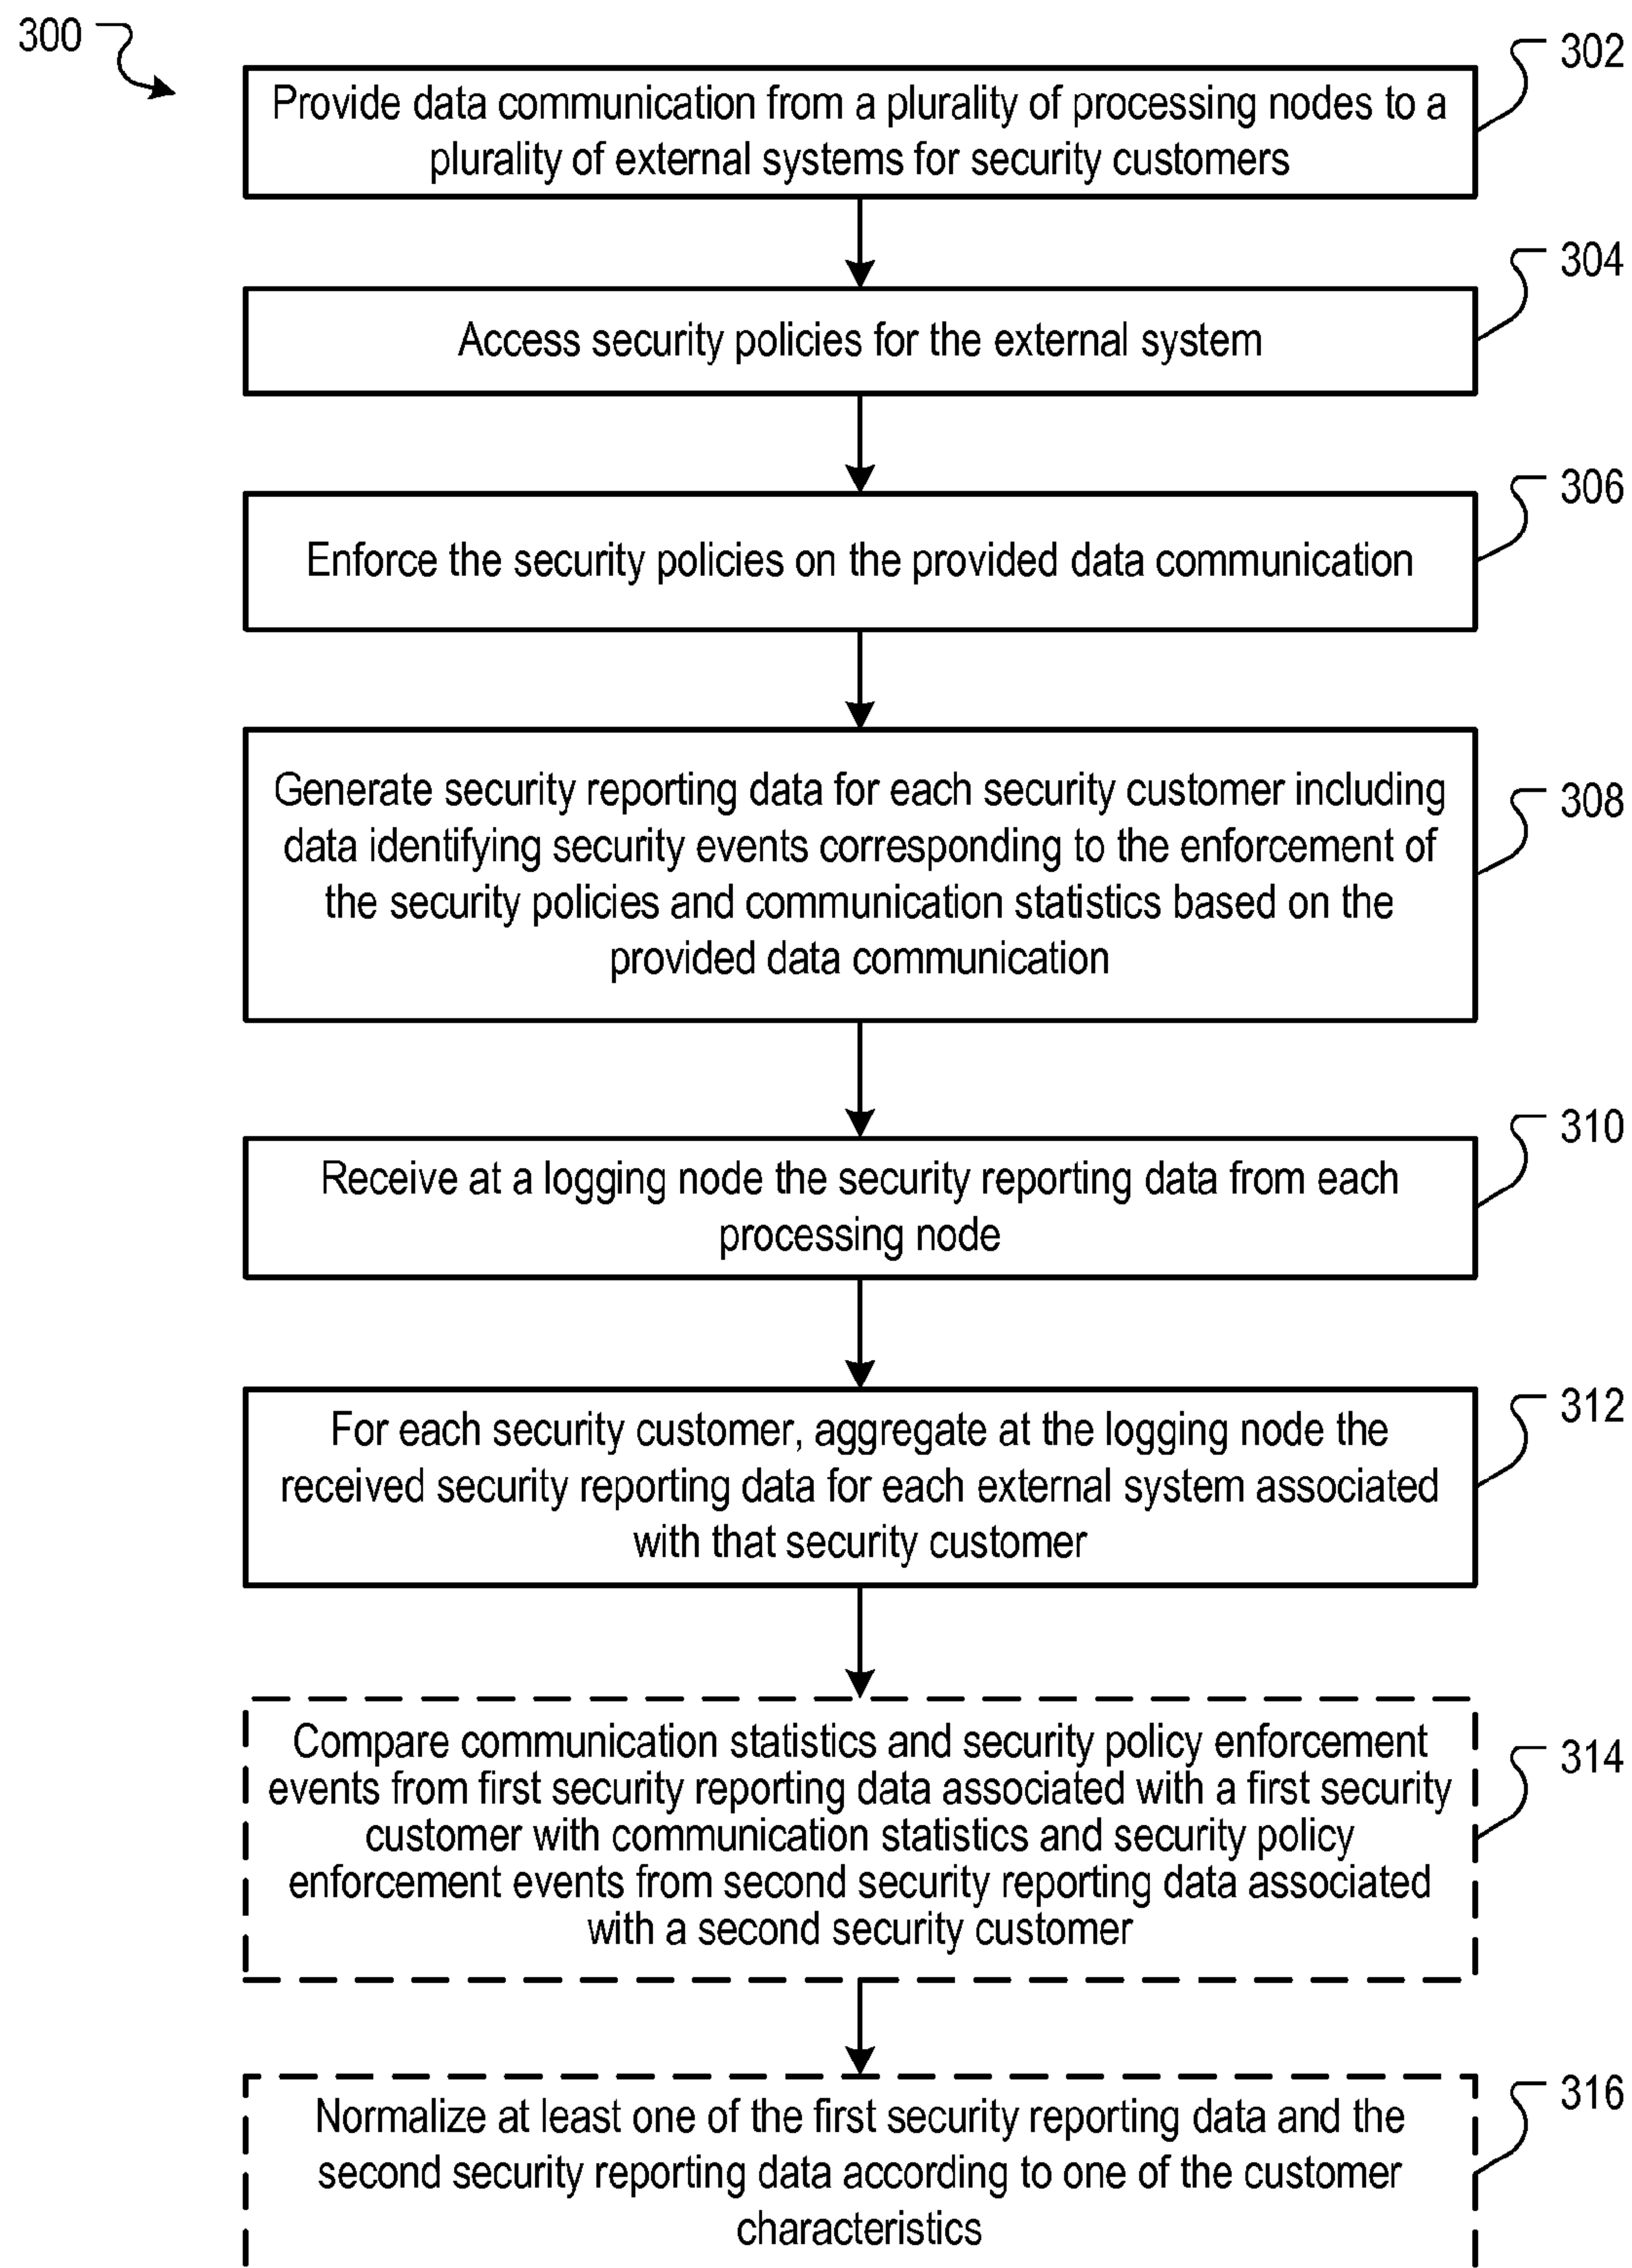 300
302
Provide data communication from a plurality of processing nodes to a
plurality of external systems for security customers
304
Access security policies for the external system
306
Enforce the security policies on the provided data communication
308
Generate security reporting data for each security customer including
data identifying security events corresponding to the enforcement of
the security policies and communication statistics based on the
provided data communication
310
Receive at a logging node the security reporting data from each
processing node
312
For each security customer, aggregate at the logging node the
received security reporting data for each external system associated
with that security customer
314
Compare communication statistics and security policy enforcement
events from first security reporting data associated with a first security
customer with communication statistics and security policy
enforcement events from second security reporting data associated
with a second security customer
316
Normalize at least one of the first security reporting data and the
second security reporting data according to one of the customer
characteristics